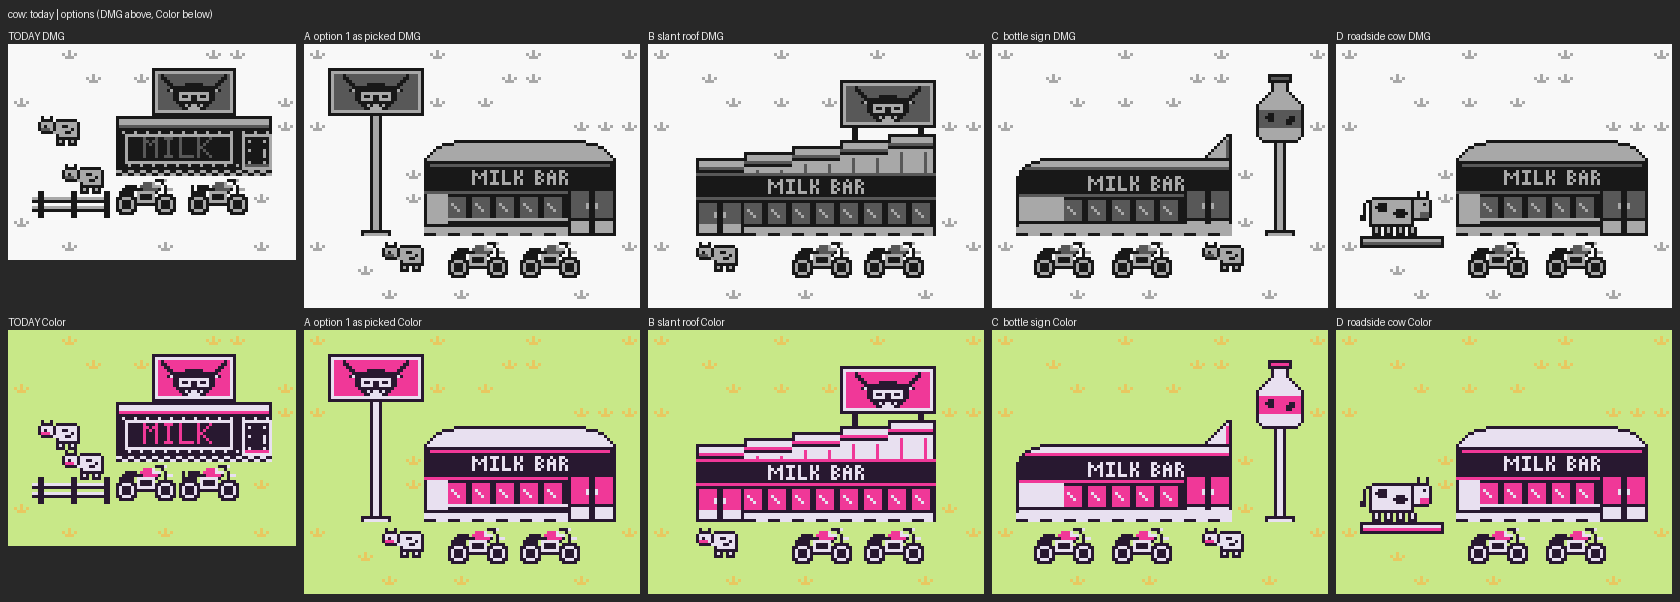 cow: today | options (DMG above, Color below)
TODAY DMG
A option 1 as picked DMG
B slant roof DMG
C bottle sign DMG
D roadside cow DMG
MILK
MILK BAR
MILK BAR
MILK BAR
MILK BAR
TODAY Color
A option 1 as picked Color
B slant roof Color
C bottle sign Color
D roadside cow Color
MILK
MILK BAR
MILK BAR
MILK BAR
MILK BAR